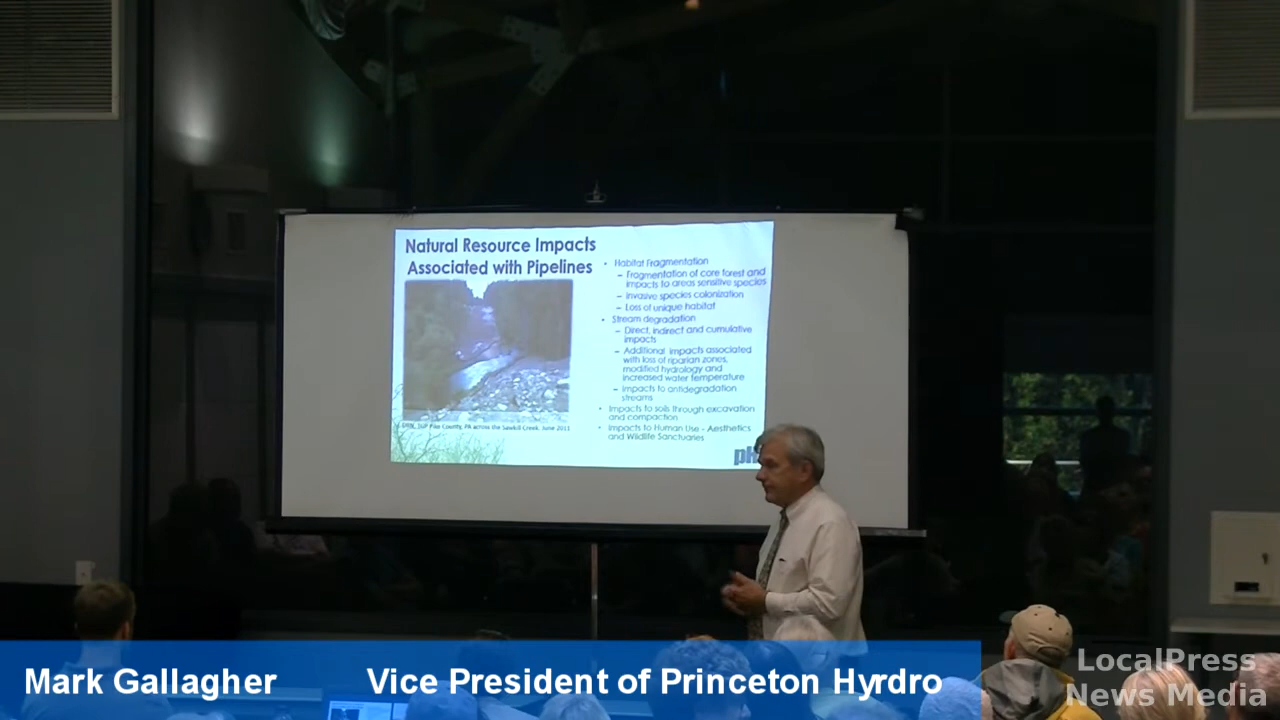 Natural Resource Impacts
Associated with Pipelines
• Habitat Fragmentation
– Fragmentation of core forest and
impacts to areas sensitive species
– Invasive species colonization
– Loss of unique habitat
• Stream degradation
– Direct, indirect and cumulative
impacts
– Additional impacts associated
with loss of riparian zones,
modified hydrology and
increased water temperature
– Impacts to antidegradation
streams
• Impacts to soils through excavation
and compaction
• Impacts to Human Use - Aesthetics
and Wildlife Sanctuaries
Pike County, PA across the Sawkill Creek, June 2011
ph
Mark Gallagher Vice President of Princeton Hyrdro
LocalPress
News Media